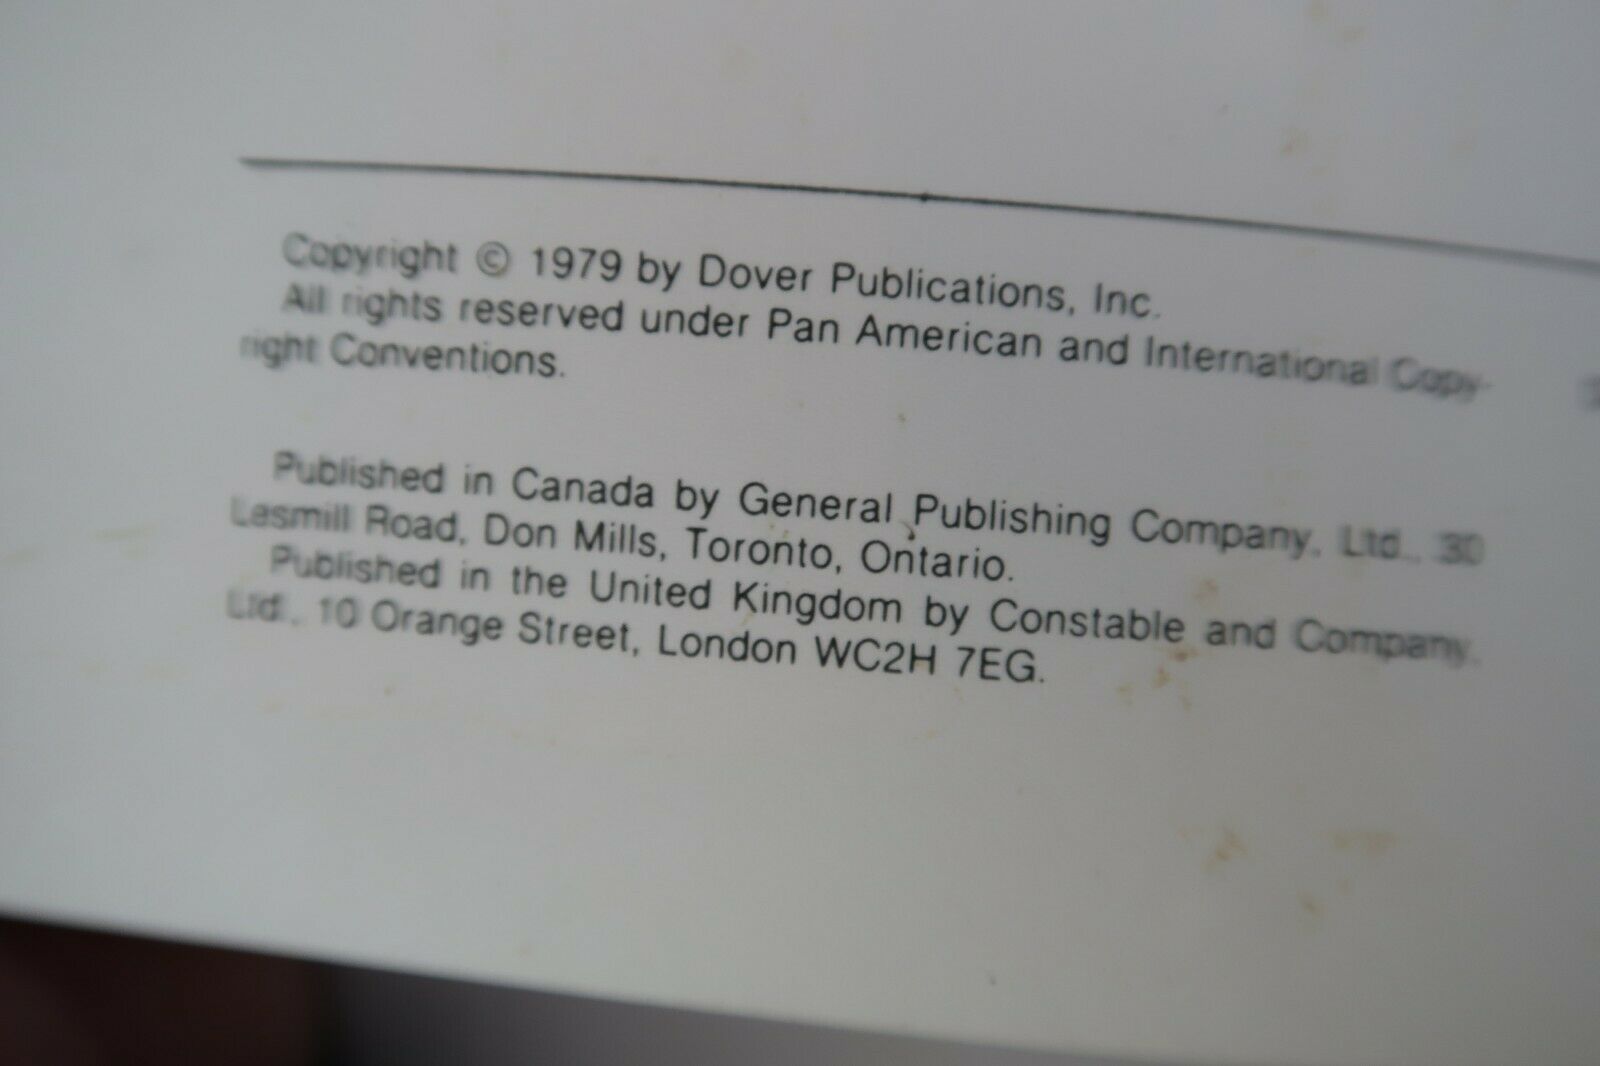 Copyright © 1979 by Dover Publications, Inc.
All rights reserved under Pan American and International Copy-
right Conventions.
Published in Canada by General Publishing Company, Ltd., 30
Lesmill Road, Don Mills, Toronto, Ontario.
Published in the United Kingdom by Constable and Company,
Ltd., 10 Orange Street, London WC2H 7EG.